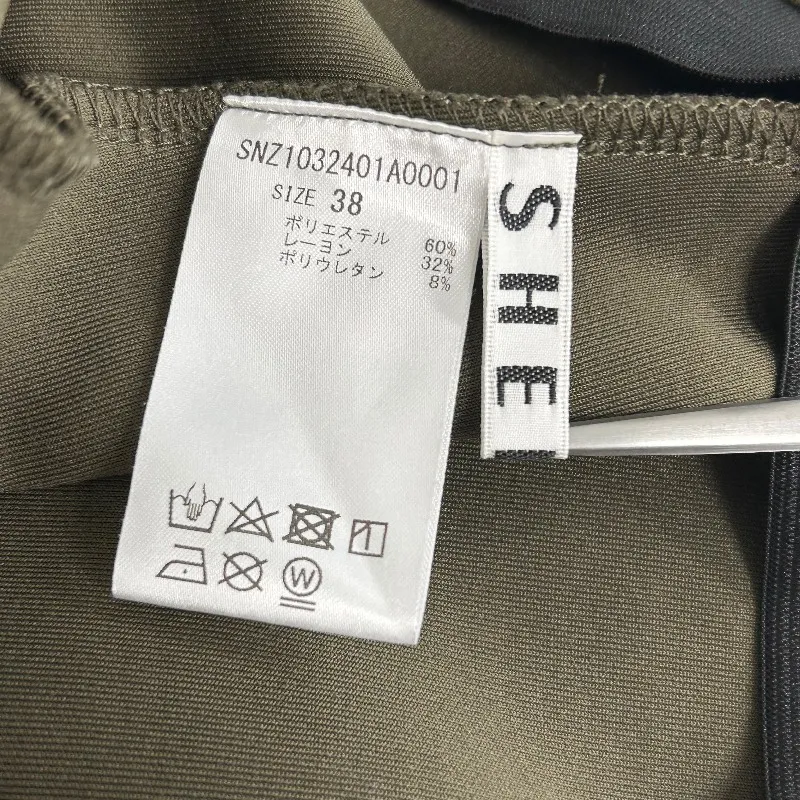 SNZ1032401A0001
SIZE 38
ポリエステル 60%
レーヨン 32%
ポリウレタン 8%
W
SHE